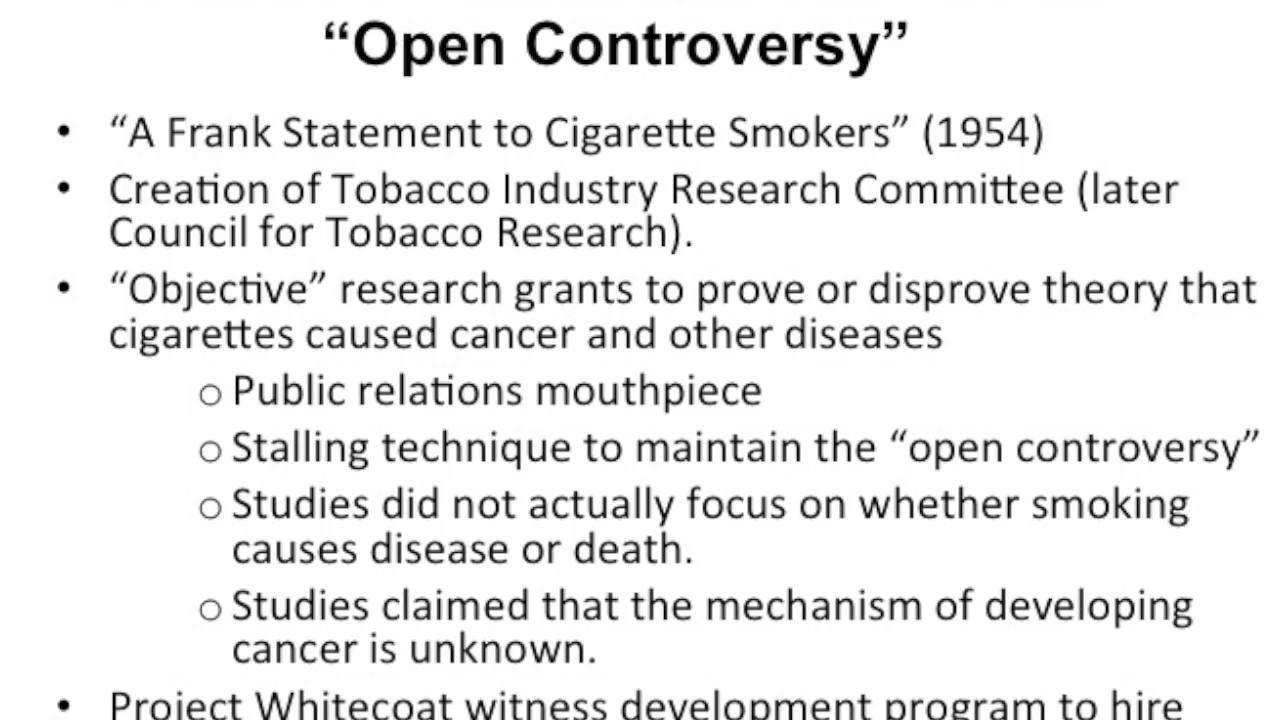 “Open Controversy”
• “A Frank Statement to Cigarette Smokers” (1954)
• Creation of Tobacco Industry Research Committee (later
Council for Tobacco Research).
• “Objective” research grants to prove or disprove theory that
cigarettes caused cancer and other diseases
o Public relations mouthpiece
o Stalling technique to maintain the “open controversy”
o Studies did not actually focus on whether smoking
causes disease or death.
o Studies claimed that the mechanism of developing
cancer is unknown.
• Project Whitecoat witness development program to hire